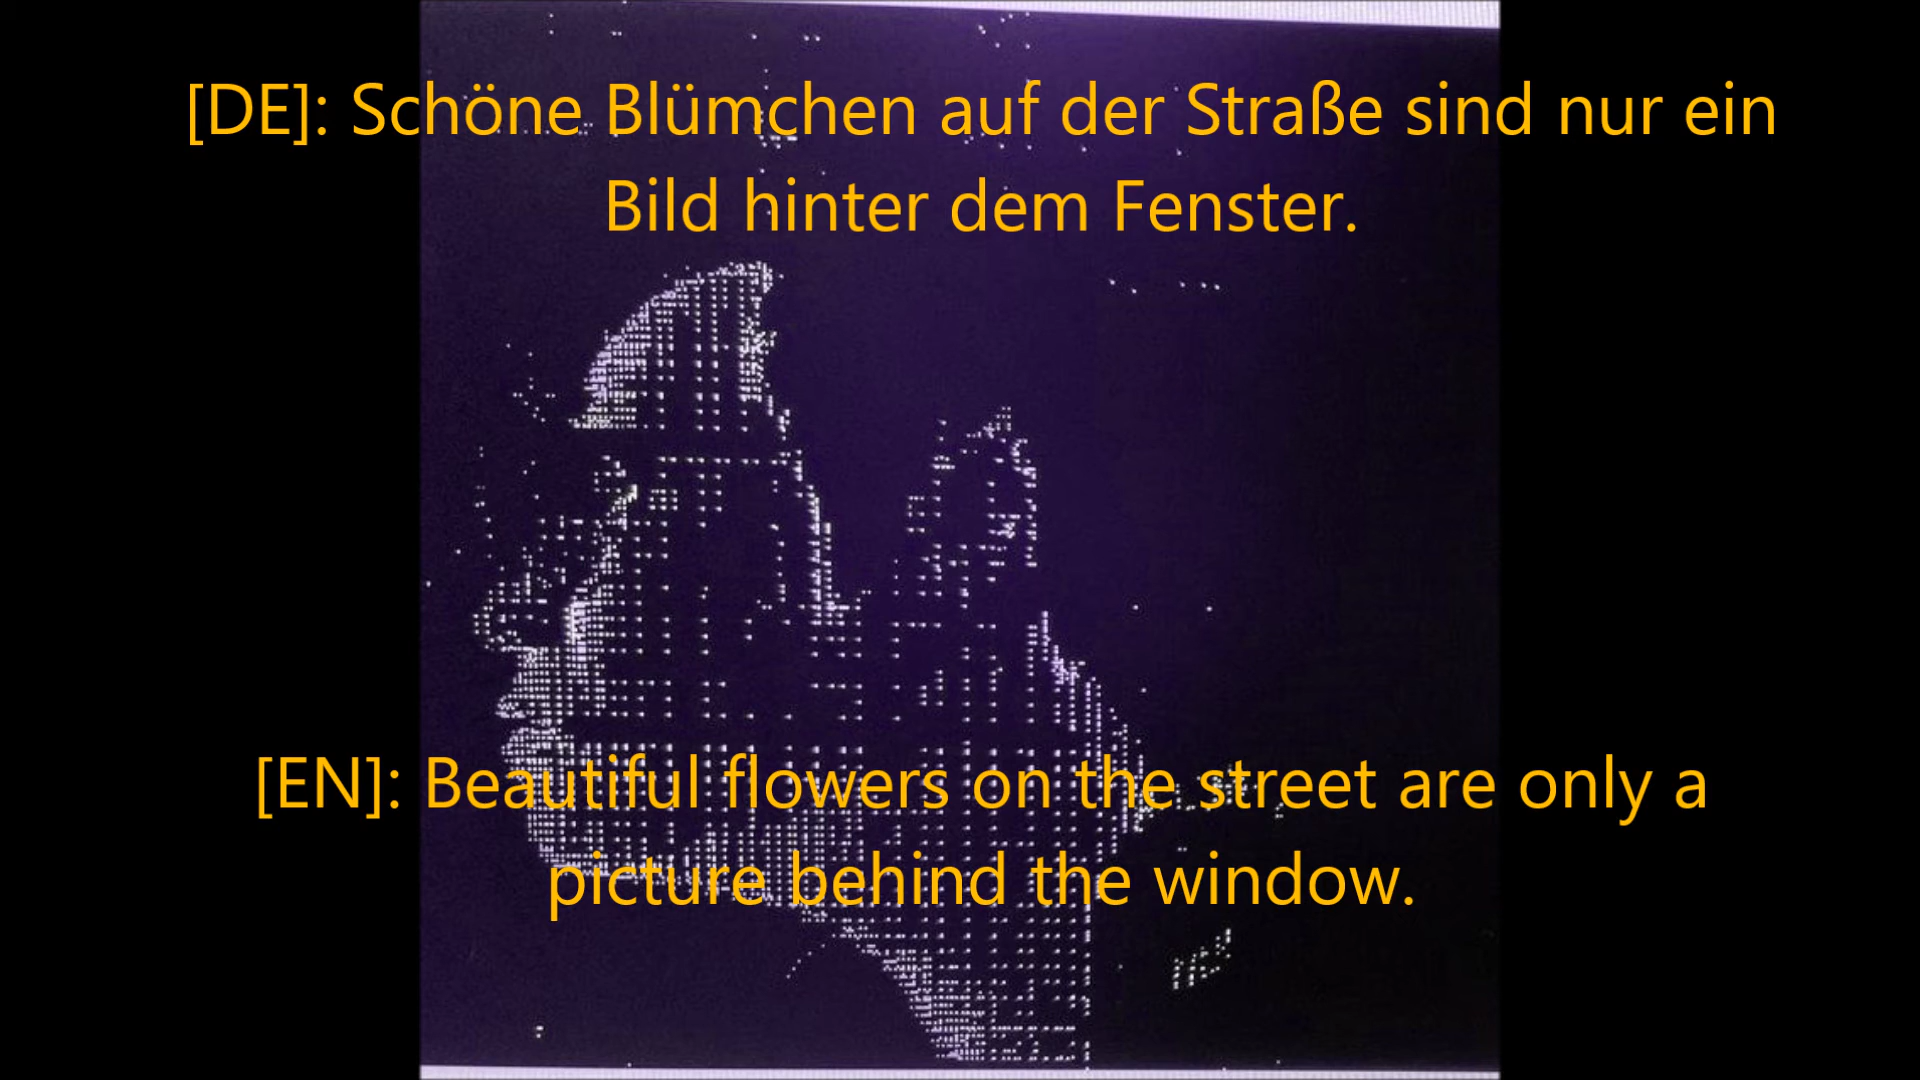 [DE]: Schöne Blümchen auf der Straße sind nur ein
Bild hinter dem Fenster.
[EN]: Beautiful flowers on the street are only a
picture behind the window.